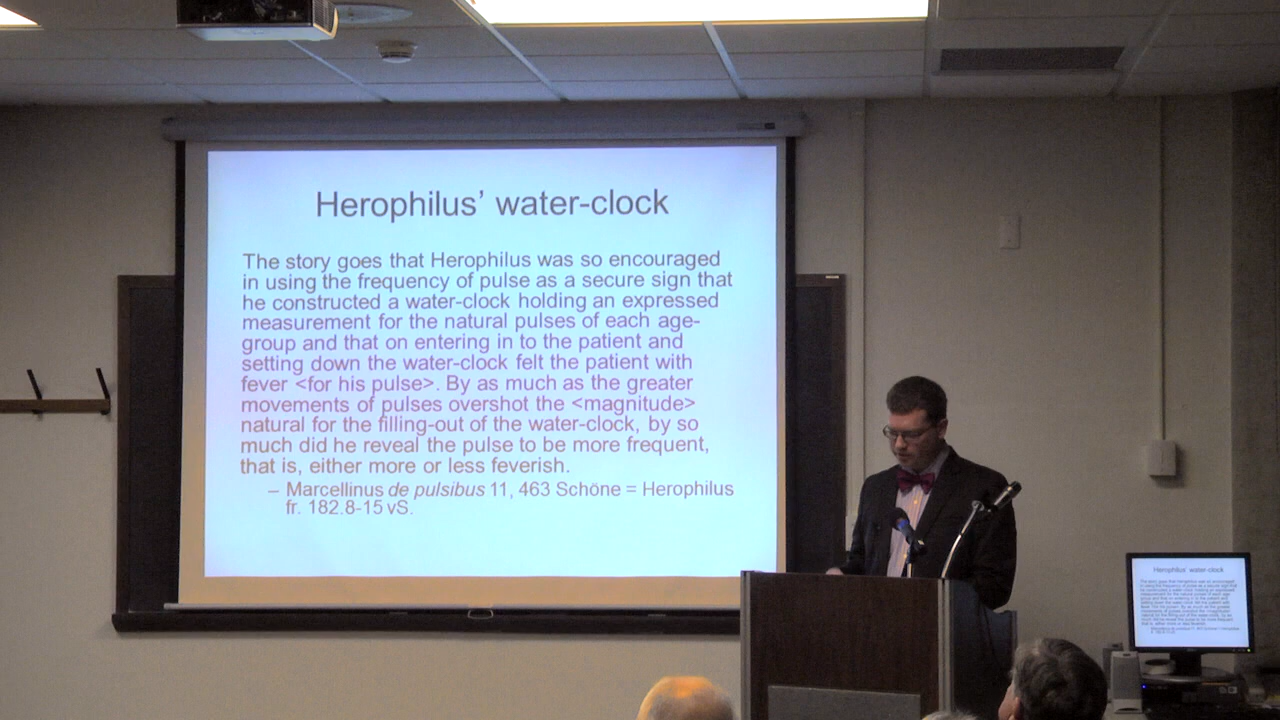 Herophilus' water-clock
The story goes that Herophilus was so encouraged
in using the frequency of pulse as a secure sign that
he constructed a water-clock holding an expressed
measurement for the natural pulses of each age-
group and that on entering in to the patient and
setting down the water-clock felt the patient with
fever <for his pulse>. By as much as the greater
movements of pulses overshot the <magnitude>
natural for the filling-out of the water-clock, by so
much did he reveal the pulse to be more frequent,
that is, either more or less feverish.
– Marcellinus de pulsibus 11, 463 Schöne = Herophilus
fr. 182.8-15 vS.
Herophilus' water-clock